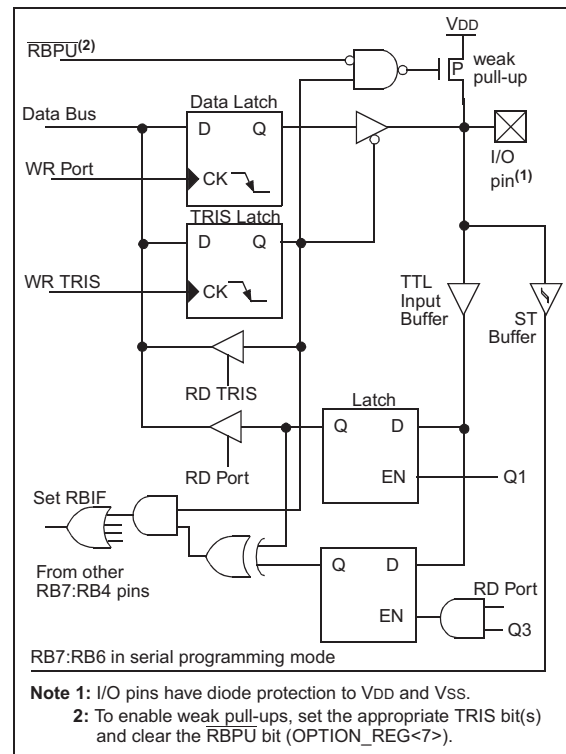 VDD
RBPU(2)
P
weak
pull-up
Data Bus
Data Latch
D Q
I/O
pin(1)
WR Port
CK
TRIS Latch
D Q
WR TRIS
CK
TTL
Input
Buffer
ST
Buffer
RD TRIS
Latch
Q D
RD Port
EN
Q1
Set RBIF
From other
RB7:RB4 pins
Q D
RD Port
EN
Q3
RB7:RB6 in serial programming mode
Note 1: I/O pins have diode protection to VDD and VSS.
2: To enable weak pull-ups, set the appropriate TRIS bit(s)
and clear the RBPU bit (OPTION_REG<7>).